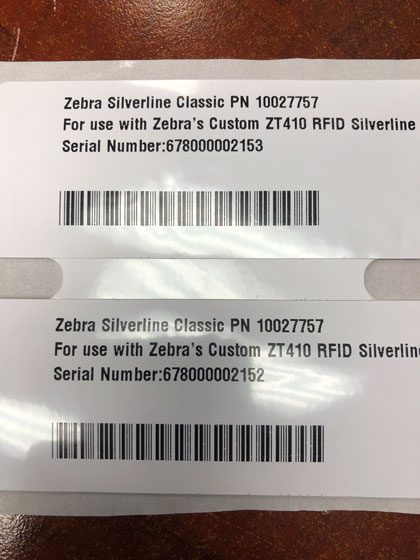 Zebra Silverline Classic PN 10027757
For use with Zebra's Custom ZT410 RFID Silverline
Serial Number:678000002153
Zebra Silverline Classic PN 10027757
For use with Zebra's Custom ZT410 RFID Silverlin
Serial Number:678000002152